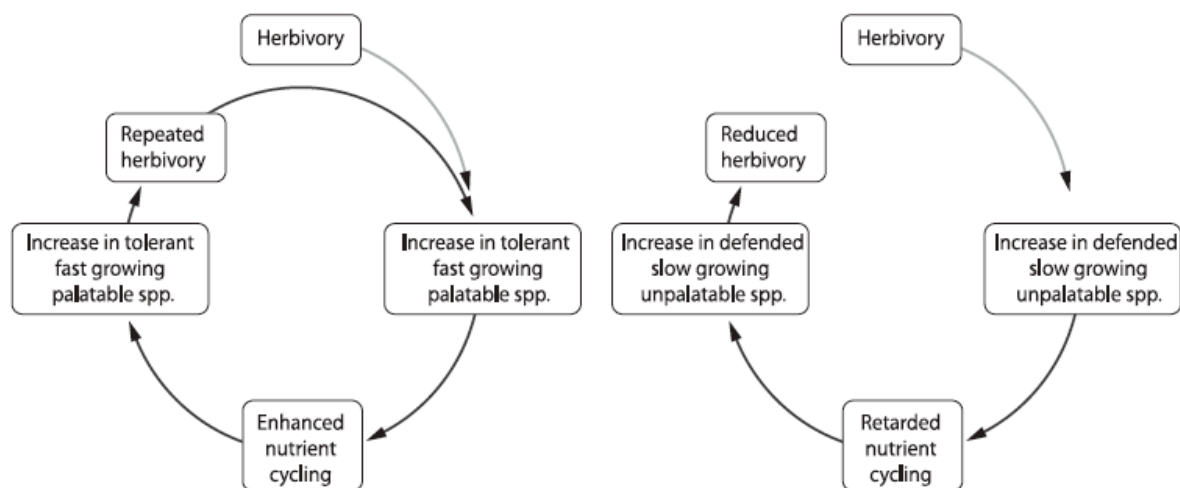 Herbivory
Repeated
herbivory
Increase in tolerant
fast growing
palatable spp.
Increase in tolerant
fast growing
palatable spp.
Enhanced
nutrient
cycling
Herbivory
Reduced
herbivory
Increase in defended
slow growing
unpalatable spp.
Increase in defended
slow growing
unpalatable spp.
Retarded
nutrient
cycling